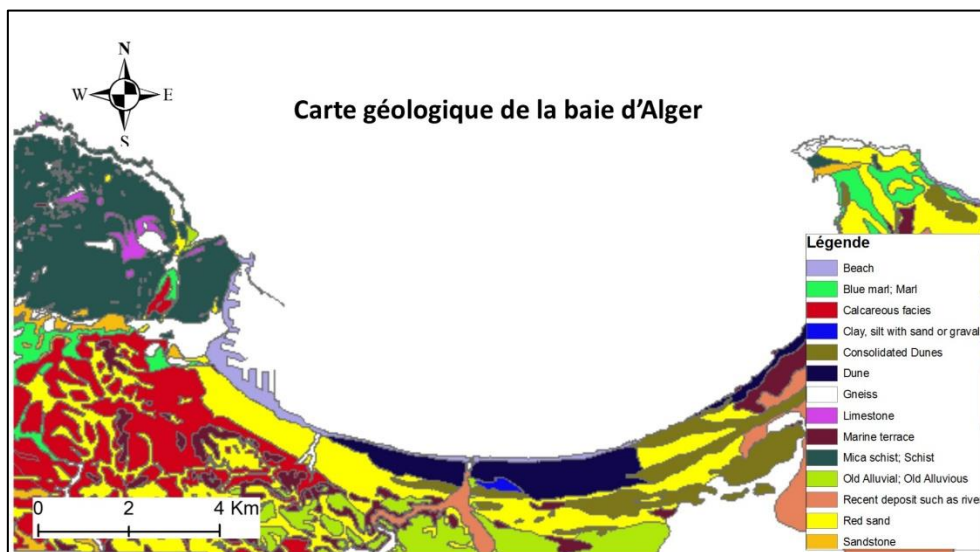 N
W E
S
Carte géologique de la baie d’Alger
Légende
Beach
Blue marl; Marl
Calcareous facies
Clay, silt with sand or graval
Consolidated Dunes
Dune
Gneiss
Limestone
Marine terrace
Mica schist; Schist
Old Alluvial; Old Alluvious
Recent deposit such as rive
Red sand
Sandstone
0 2 4 Km